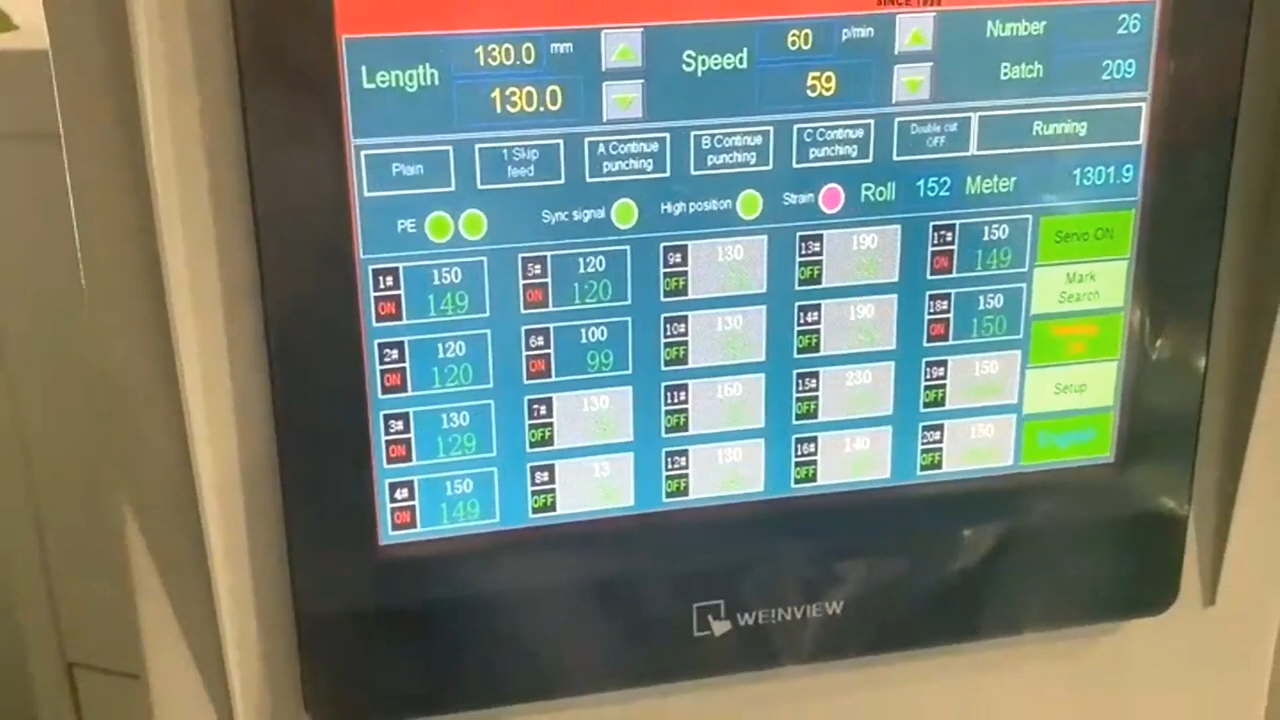 SINCE 1938
Length 130.0 mm Speed 60 p/min Number 26
130.0 59 Batch 209
Plain 1 Skip feed A Continue punching B Continue punching C Continue punching Double cut OFF Running
PE Sync signal High position Strain Roll 152 Meter 1301.9
1# 150 ON 149
5# 120 ON 120
9# 130 OFF
13# 190 OFF
17# 150 ON 149
Servo ON
2# 120 ON 120
6# 100 ON 99
10# 130 OFF
14# 190 OFF
18# 150 ON 150
Mark Search
3# 130 ON 129
7# 130 OFF
11# 160 OFF
15# 230 OFF
19# 150 OFF
Setup
4# 150 ON 149
8# 13 OFF
12# 130 OFF
16# 140 OFF
20# 150 OFF
English
WE!NVIEW